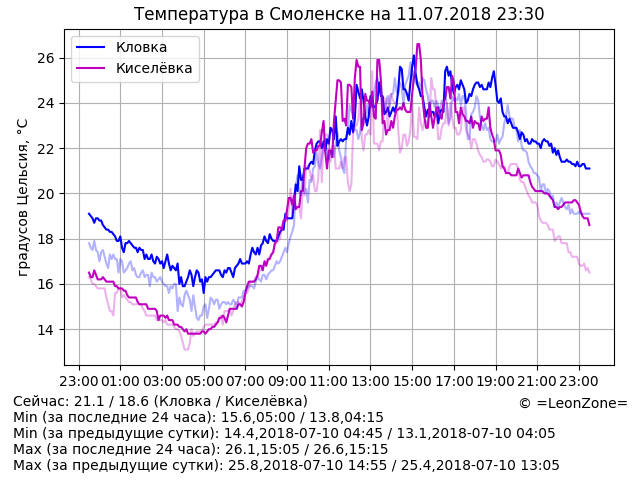 Температура в Смоленске на 11.07.2018 23:30
Кловка
Киселёвка
градусов Цельсия, °C
26
24
22
20
18
16
14
23:00 01:00 03:00 05:00 07:00 09:00 11:00 13:00 15:00 17:00 19:00 21:00 23:00
Сейчас: 21.1 / 18.6 (Кловка / Киселёвка)
© =LeonZone=
Min (за последние 24 часа): 15.6,05:00 / 13.8,04:15
Min (за предыдущие сутки): 14.4,2018-07-10 04:45 / 13.1,2018-07-10 04:05
Max (за последние 24 часа): 26.1,15:05 / 26.6,15:15
Max (за предыдущие сутки): 25.8,2018-07-10 14:55 / 25.4,2018-07-10 13:05